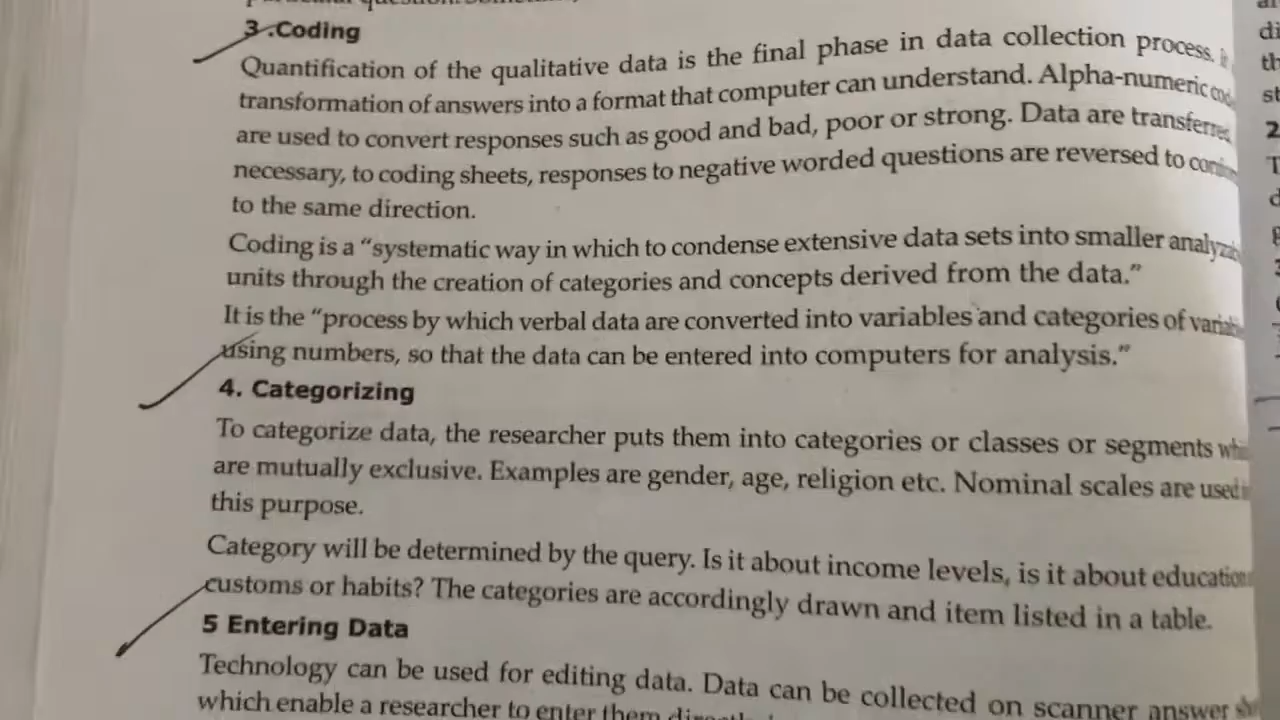 3 .Coding
Quantification of the qualitative data is the final phase in data collection process.
transformation of answers into a format that computer can understand. Alpha-numeric
are used to convert responses such as good and bad, poor or strong. Data are transferred
necessary, to coding sheets, responses to negative worded questions are reversed to
to the same direction.
Coding is a “systematic way in which to condense extensive data sets into smaller
units through the creation of categories and concepts derived from the data.”
It is the “process by which verbal data are converted into variables and categories of
using numbers, so that the data can be entered into computers for analysis.”
4. Categorizing
To categorize data, the researcher puts them into categories or classes or segments
are mutually exclusive. Examples are gender, age, religion etc. Nominal scales are used
this purpose.
Category will be determined by the query. Is it about income levels, is it about
customs or habits? The categories are accordingly drawn and item listed in a table.
5 Entering Data
Technology can be used for editing data. Data can be collected on scanner answer
which enable a researcher to enter them